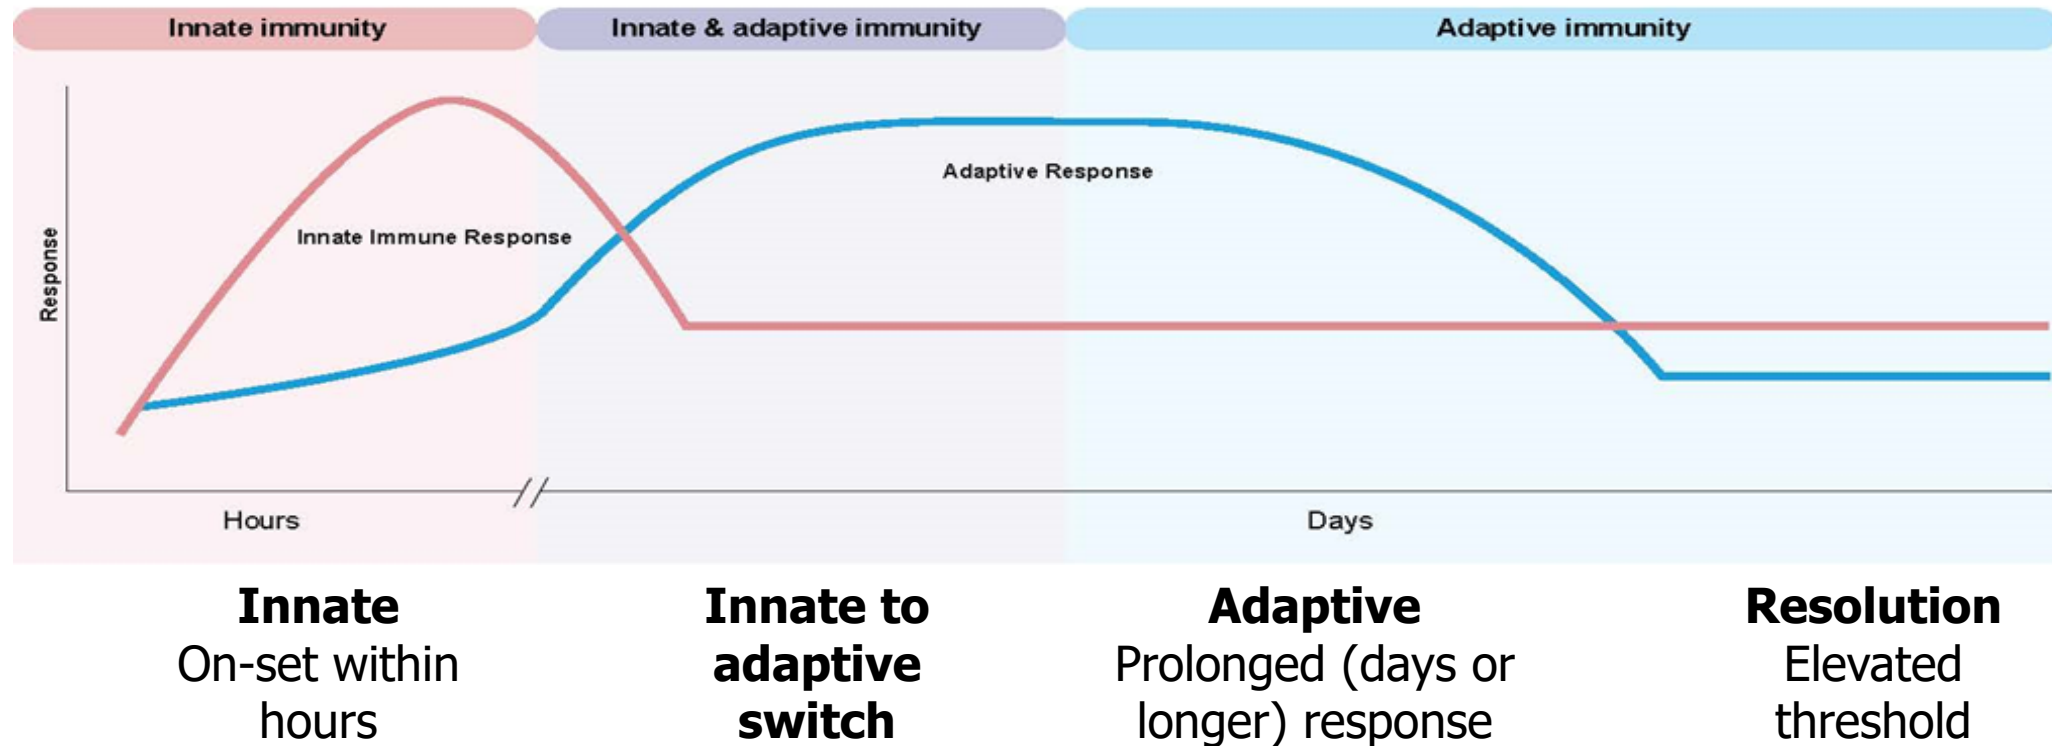 Innate immunity
Innate & adaptive immunity
Adaptive immunity
Response
Innate Immune Response
Adaptive Response
Hours
Days
Innate
On-set within
hours
Innate to
adaptive
switch
Adaptive
Prolonged (days or
longer) response
Resolution
Elevated
threshold